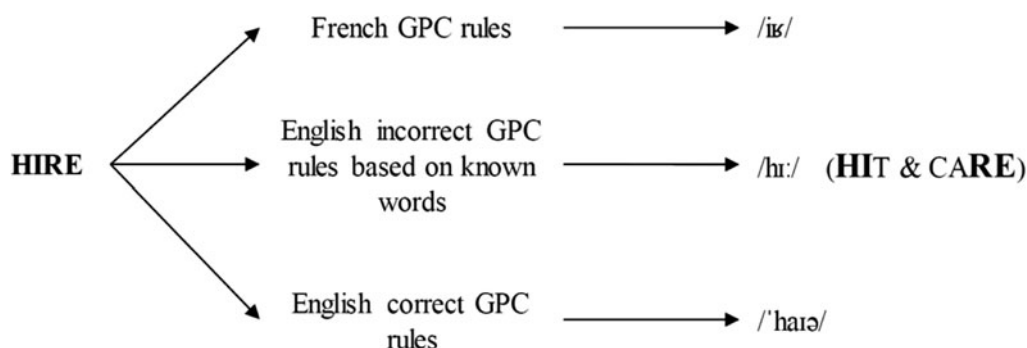 French GPC rules /iʁ/
English incorrect GPC
HIRE rules based on known /hɪː/ (HIT & CARE)
words
English correct GPC
rules /ˈhaɪə/